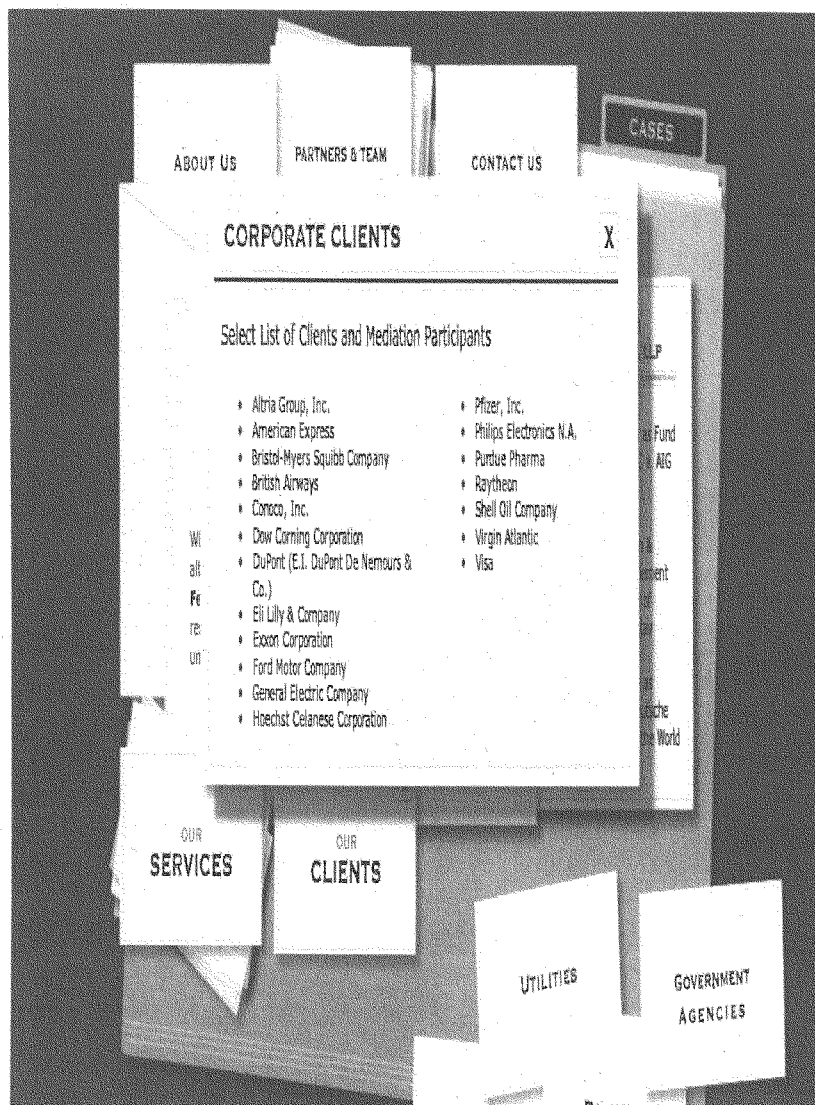 ABOUT US
PARTNERS & TEAM
CONTACT US
CASES
CORPORATE CLIENTS
X
Select List of Clients and Mediation Participants
• Altria Group, Inc.
• American Express
• Bristol-Myers Squibb Company
• British Airways
• Conoco, Inc.
• Dow Corning Corporation
• DuPont (E.I. DuPont De Nemours &
Co.)
• Eli Lilly & Company
• Exxon Corporation
• Ford Motor Company
• General Electric Company
• Hoechst Celanese Corporation
• Pfizer, Inc.
• Philips Electronics N.A.
• Purdue Pharma
• Raytheon
• Shell Oil Company
• Virgin Atlantic
• Visa
LLP
as Fund
AIG
&
as
the World
OUR
SERVICES
OUR
CLIENTS
UTILITIES
GOVERNMENT
AGENCIES